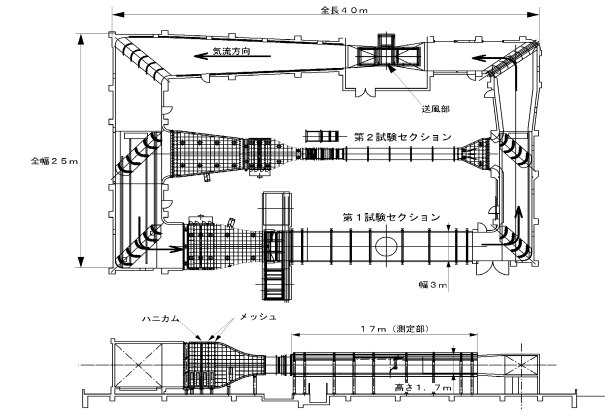 全長４０ｍ
気流方向
送風部
第２試験セクション
全幅２５ｍ
第１試験セクション
幅３ｍ
ハニカム
メッシュ
１７ｍ（測定部）
高さ１．７ｍ